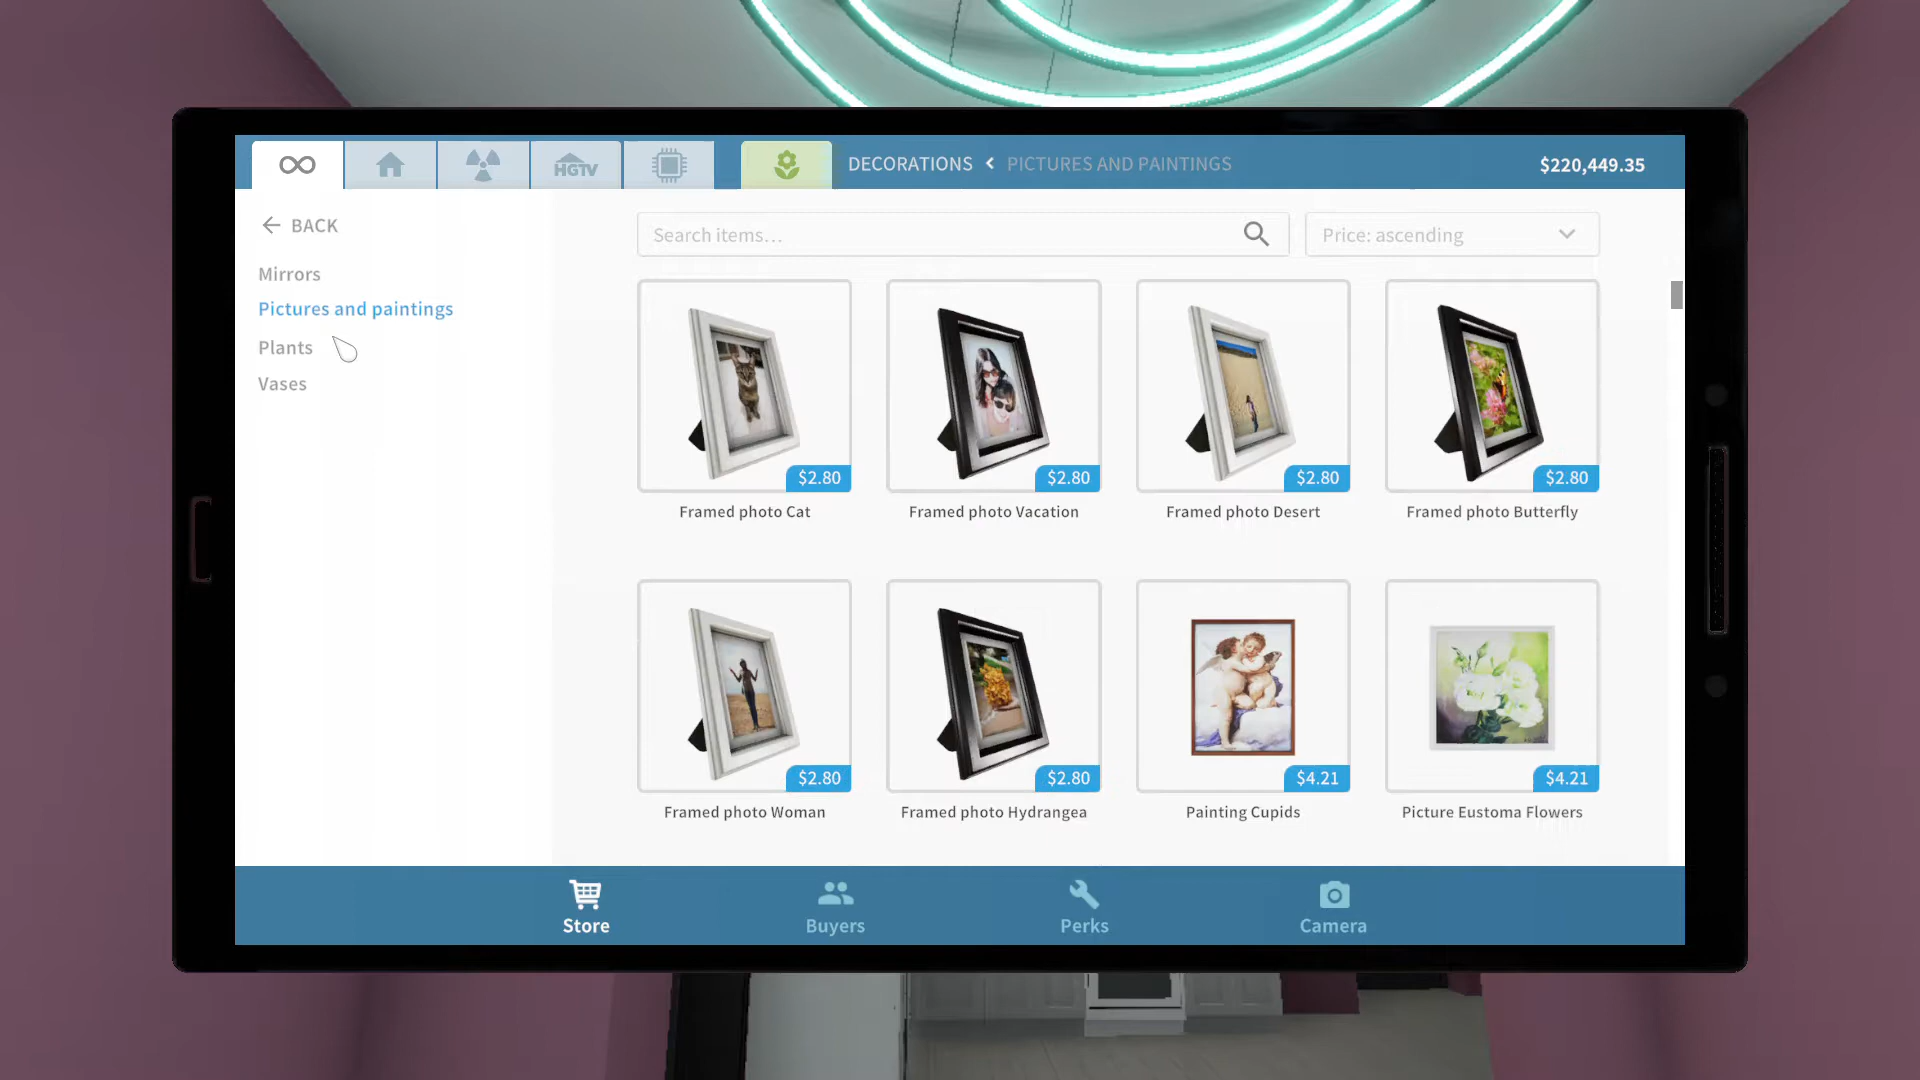 HGTV
DECORATIONS
PICTURES AND PAINTINGS
$220,449.35
BACK
Mirrors
Pictures and paintings
Plants
Vases
Search items...
Price: ascending
$2.80
$2.80
$2.80
$2.80
Framed photo Cat
Framed photo Vacation
Framed photo Desert
Framed photo Butterfly
$2.80
$2.80
$4.21
$4.21
Framed photo Woman
Framed photo Hydrangea
Painting Cupids
Picture Eustoma Flowers
Store
Buyers
Perks
Camera